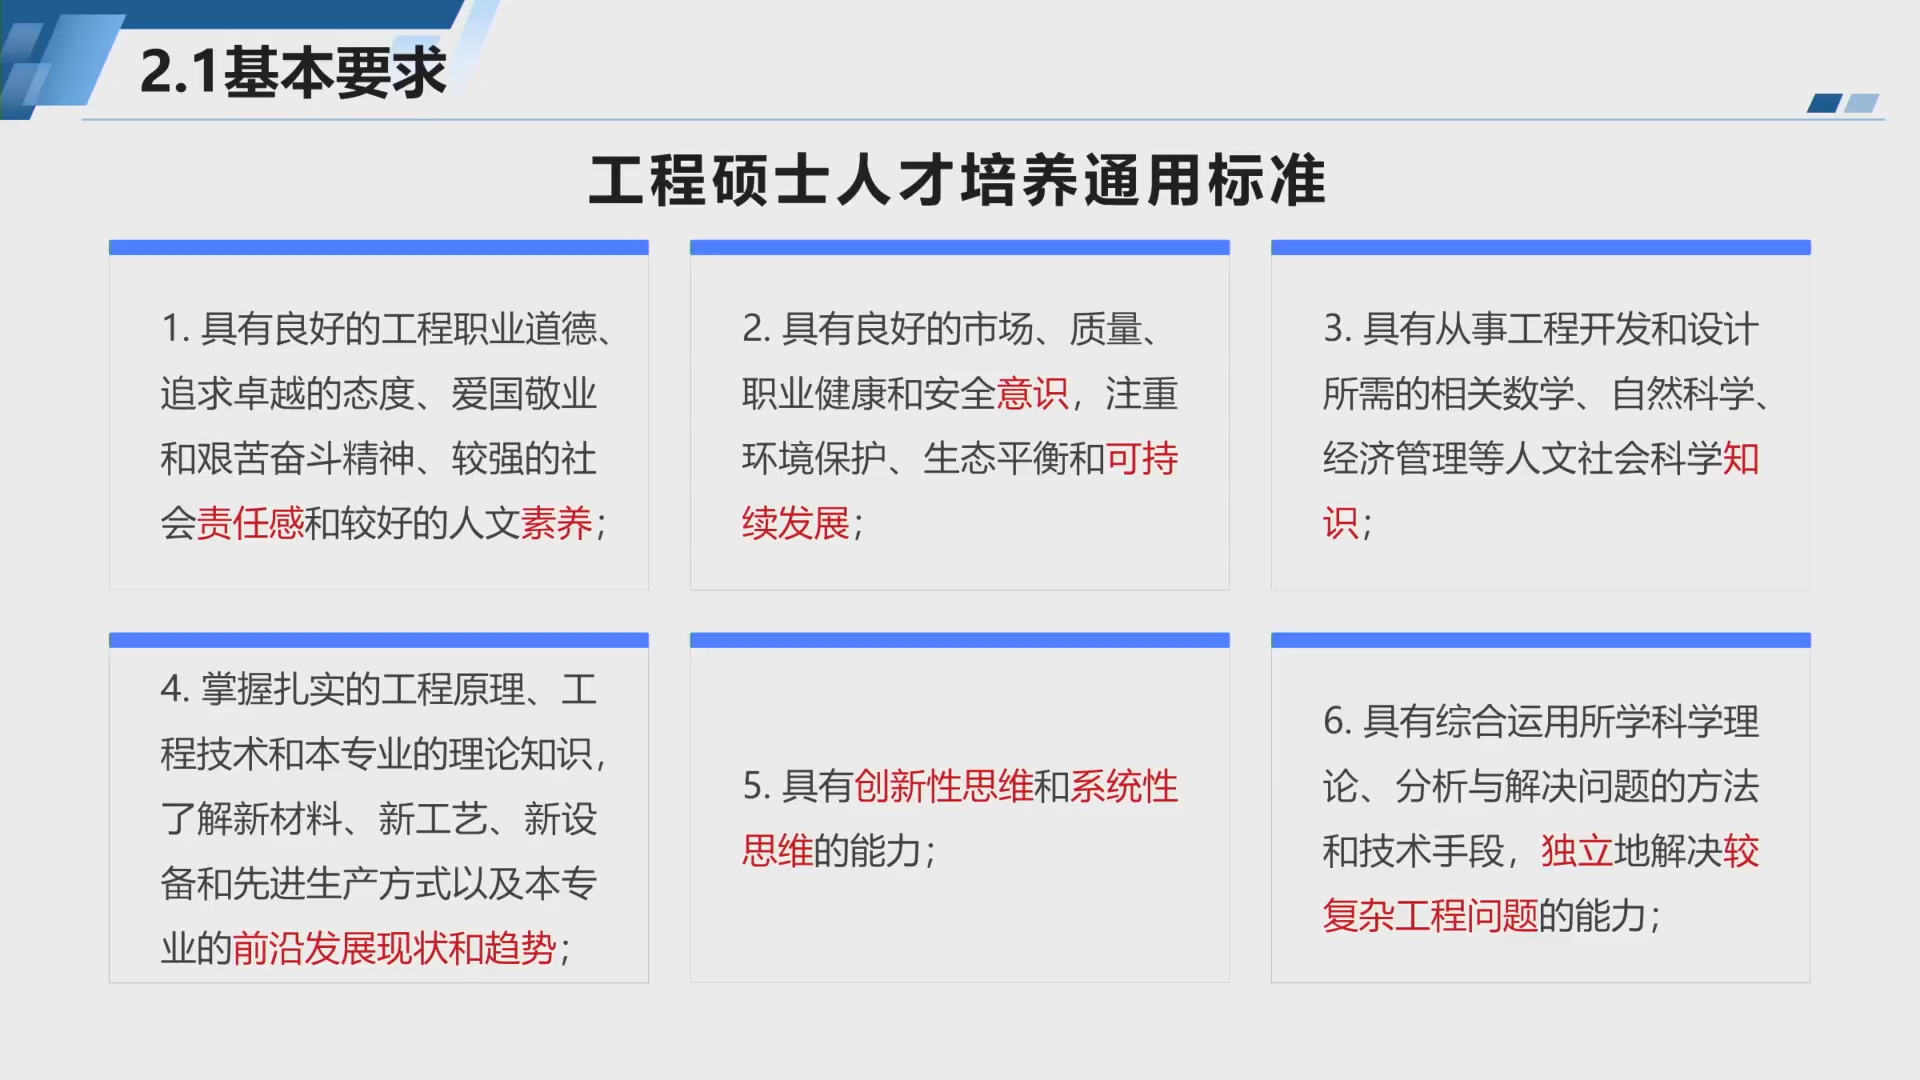 2.1基本要求
工程硕士人才培养通用标准
1. 具有良好的工程职业道德、
追求卓越的态度、爱国敬业
和艰苦奋斗精神、较强的社
会责任感和较好的人文素养；
2. 具有良好的市场、质量、
职业健康和安全意识，注重
环境保护、生态平衡和可持
续发展；
3. 具有从事工程开发和设计
所需的相关数学、自然科学、
经济管理等人文社会科学知
识；
4. 掌握扎实的工程原理、工
程技术和本专业的理论知识，
了解新材料、新工艺、新设
备和先进生产方式以及本专
业的前沿发展现状和趋势；
5. 具有创新性思维和系统性
思维的能力；
6. 具有综合运用所学科学理
论、分析与解决问题的方法
和技术手段，独立地解决较
复杂工程问题的能力；